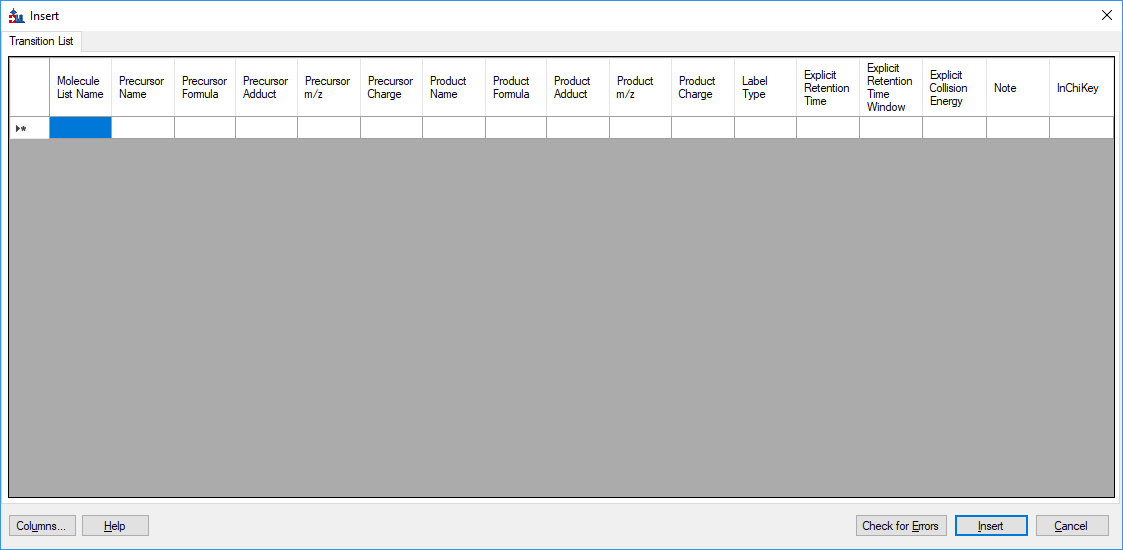 Insert
Transition List
Molecule
List Name
Precursor
Name
Precursor
Formula
Precursor
Adduct
Precursor
m/z
Precursor
Charge
Product
Name
Product
Formula
Product
Adduct
Product
m/z
Product
Charge
Label
Type
Explicit
Retention
Time
Explicit
Retention
Time
Window
Explicit
Collision
Energy
Note
InChiKey
Columns...
Help
Check for Errors
Insert
Cancel